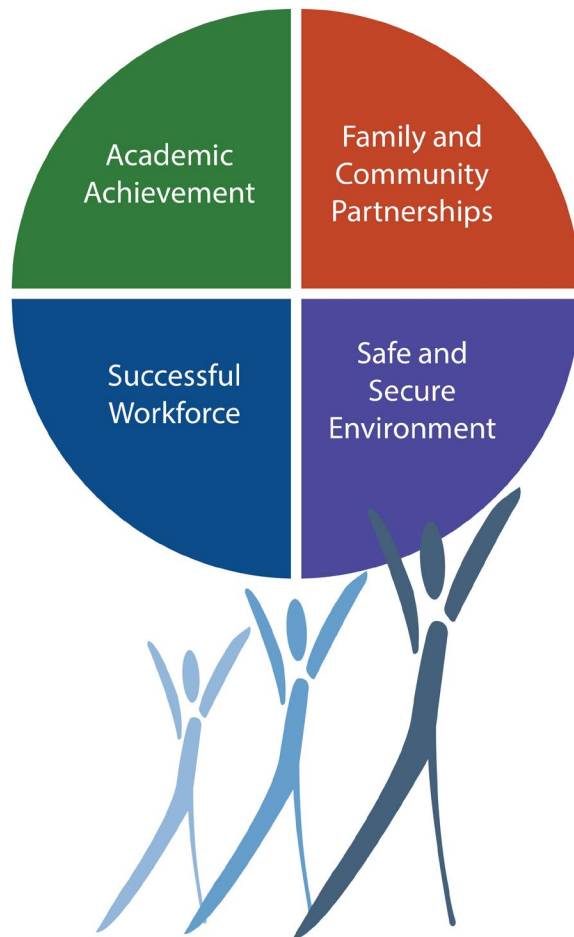 Academic
Achievement
Family and
Community
Partnerships
Successful
Workforce
Safe and
Secure
Environment